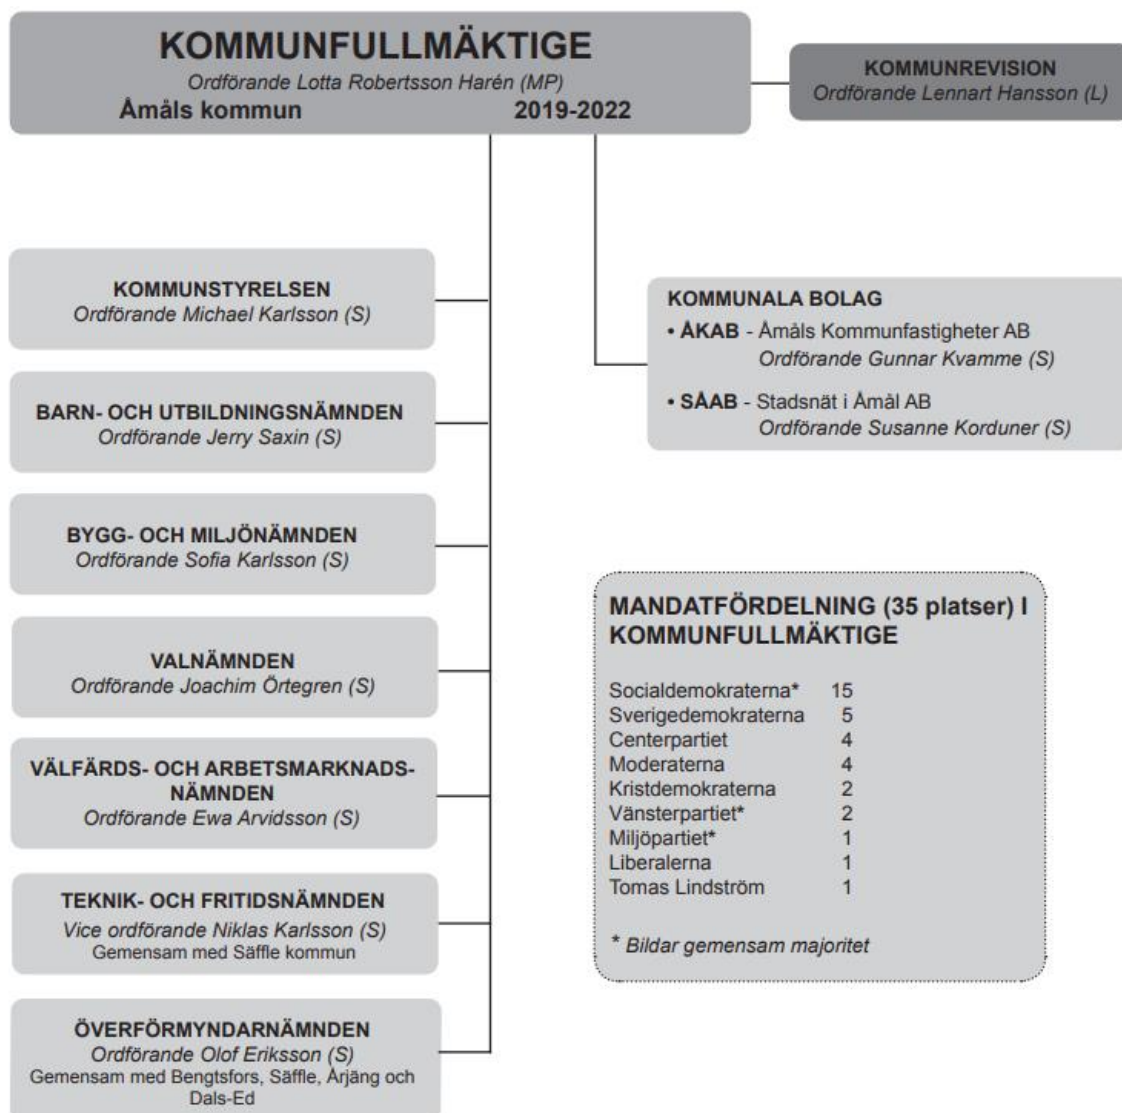 KOMMUNFULLMÄKTIGE
Ordförande Lotta Robertsson Harén (MP)
Åmåls kommun 2019-2022
KOMMUNREVISION
Ordförande Lennart Hansson (L)
KOMMUNSTYRELSEN
Ordförande Michael Karlsson (S)
BARN- OCH UTBILDNINGSNÄMNDEN
Ordförande Jerry Saxin (S)
BYGG- OCH MILJÖNÄMNDEN
Ordförande Sofia Karlsson (S)
VALNÄMNDEN
Ordförande Joachim Örtegren (S)
VÄLFÄRDS- OCH ARBETSMARKNADS-
NÄMNDEN
Ordförande Ewa Arvidsson (S)
TEKNIK- OCH FRITIDSNÄMNDEN
Vice ordförande Niklas Karlsson (S)
Gemensam med Säffle kommun
ÖVERFÖRMYNDARNÄMNDEN
Ordförande Olof Eriksson (S)
Gemensam med Bengtsfors, Säffle, Årjäng och
Dals-Ed
KOMMUNALA BOLAG
• ÅKAB - Åmåls Kommunfastigheter AB
Ordförande Gunnar Kvamme (S)
• SÅAB - Stadsnät i Åmål AB
Ordförande Susanne Korduner (S)
MANDATFÖRDELNING (35 platser) I
KOMMUNFULLMÄKTIGE
Socialdemokraterna* 15
Sverigedemokraterna 5
Centerpartiet 4
Moderaterna 4
Kristdemokraterna 2
Vänsterpartiet* 2
Miljöpartiet* 1
Liberalerna 1
Tomas Lindström 1
* Bildar gemensam majoritet